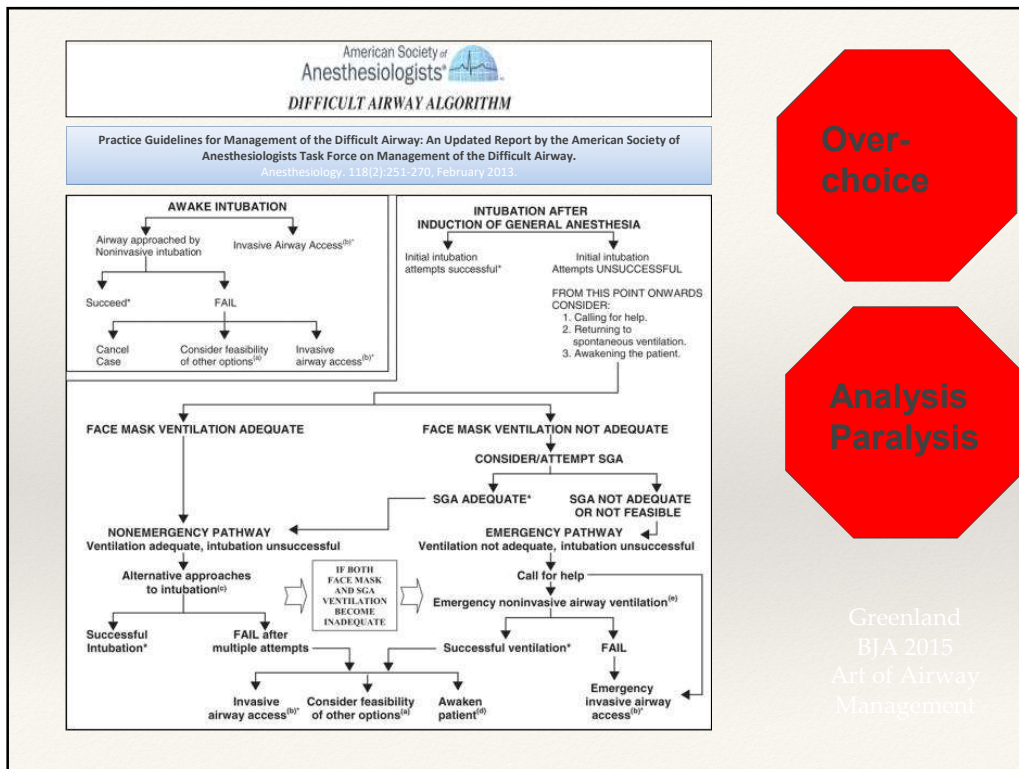 American Society of
Anesthesiologists®
DIFFICULT AIRWAY ALGORITHM
Practice Guidelines for Management of the Difficult Airway: An Updated Report by the American Society of
Anesthesiologists Task Force on Management of the Difficult Airway.
Anesthesiology. 118(2):251-270, February 2013.
AWAKE INTUBATION
Airway approached by
Noninvasive intubation
Invasive Airway Access(b)*
Succeed*
FAIL
Cancel
Case
Consider feasibility
of other options(a)
Invasive
airway access(b)*
INTUBATION AFTER
INDUCTION OF GENERAL ANESTHESIA
Initial intubation
attempts successful*
Initial intubation
Attempts UNSUCCESSFUL
FROM THIS POINT ONWARDS
CONSIDER:
1. Calling for help.
2. Returning to
spontaneous ventilation.
3. Awakening the patient.
FACE MASK VENTILATION ADEQUATE
FACE MASK VENTILATION NOT ADEQUATE
CONSIDER/ATTEMPT SGA
SGA ADEQUATE*
SGA NOT ADEQUATE
OR NOT FEASIBLE
NONEMERGENCY PATHWAY
Ventilation adequate, intubation unsuccessful
EMERGENCY PATHWAY
Ventilation not adequate, intubation unsuccessful
Alternative approaches
to intubation(c)
IF BOTH
FACE MASK
AND SGA
VENTILATION
BECOME
INADEQUATE
Call for help
Emergency noninvasive airway ventilation(e)
Successful
Intubation*
FAIL after
multiple attempts
Successful ventilation*
FAIL
Invasive
airway access(b)*
Consider feasibility
of other options(a)
Awaken
patient(d)
Emergency
invasive airway
access(b)*
Over-
choice
Analysis
Paralysis
Greenland
BJA 2015
Art of Airway
Management